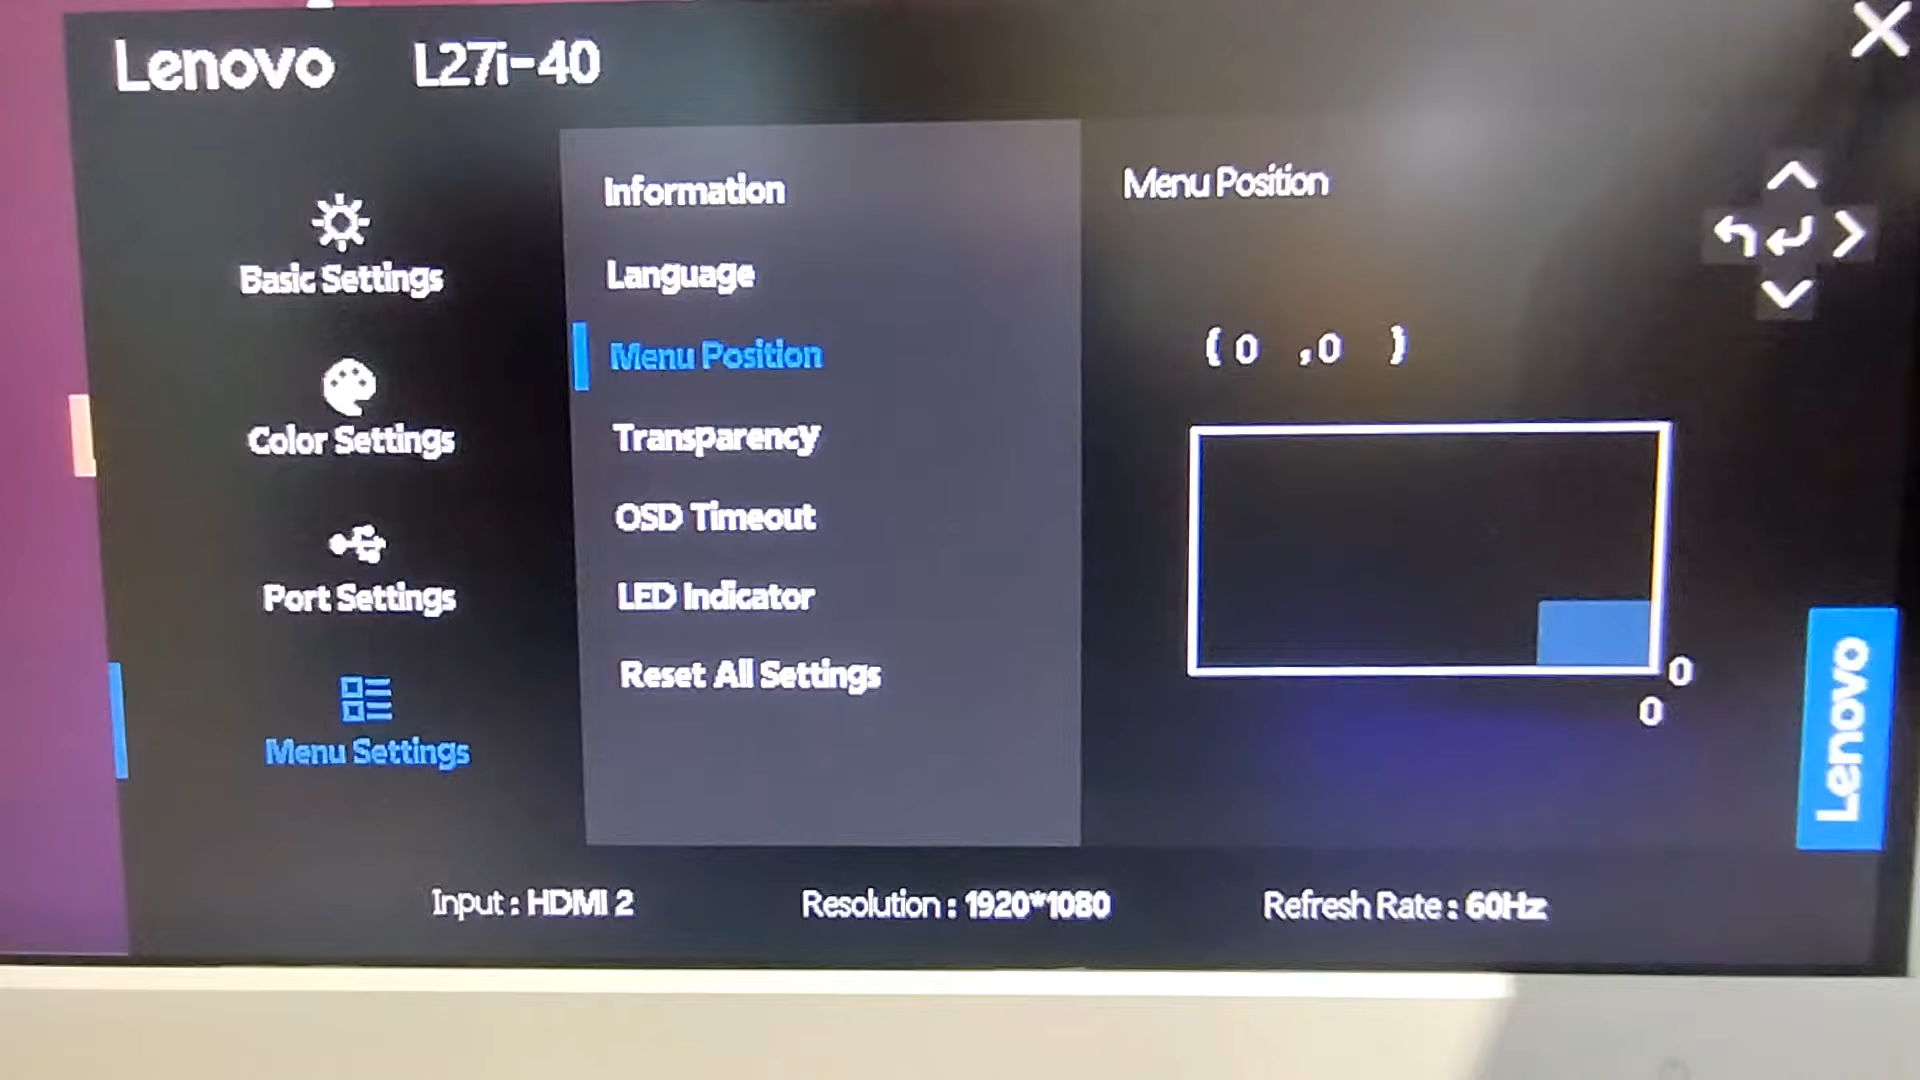 Lenovo L27i-40
Basic Settings
Color Settings
Port Settings
Menu Settings
Information
Language
Menu Position
Transparency
OSD Timeout
LED Indicator
Reset All Settings
Menu Position
{ 0 , 0 }
0
0
Lenovo
Input : HDMI 2 Resolution : 1920*1080 Refresh Rate : 60Hz